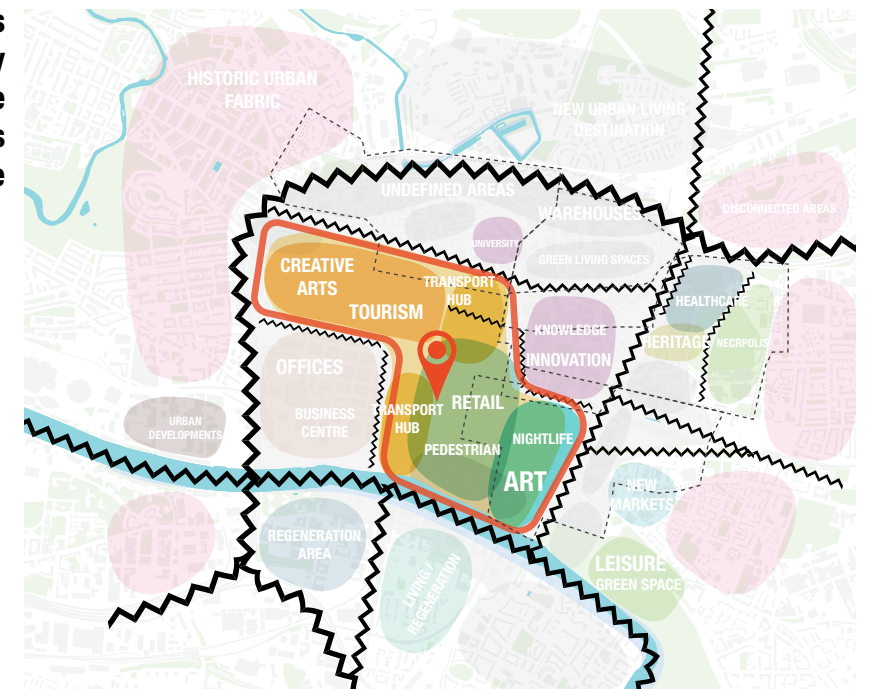 s
y
e
s
e
HISTORIC URBAN
FABRIC
NEW URBAN LIVING
DESTINATION
UNDEFINED AREAS
WAREHOUSES
DISCONNECTED AREAS
UNIVERSITY
GREEN LIVING SPACES
CREATIVE
ARTS
TRANSPORT
HUB
TOURISM
HEALTHCARE
KNOWLEDGE
INNOVATION
HERITAGE
NECRPOLIS
OFFICES
BUSINESS
CENTRE
URBAN
DEVELOPMENTS
RANSPORT
HUB
RETAIL
PEDESTRIAN
NIGHTLIFE
ART
NEW
MARKETS
REGENERATION
AREA
LIVING /
REGENERATION
LEISURE
GREEN SPACE